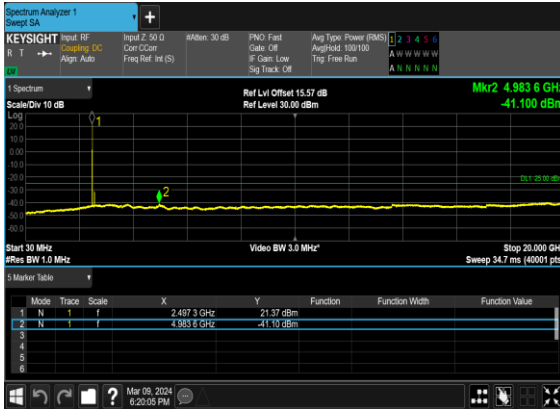 Spectrum Analyzer 1
Swept SA
KEYSIGHT Input: RF Input Z: 50 Ω #Atten: 30 dB PNO: Fast Avg Type: Power (RMS) 1 2 3 4 5 6
R T Coupling: DC Corr CCorr Gate: Off Avg|Hold: 100/100 A W W W W W
Align: Auto Freq Ref: Int (S) IF Gain: Low Trig: Free Run
Sig Track: Off A N N N N N
1 Spectrum Ref Lvl Offset 15.57 dB Mkr2 4.983 6 GHz
Scale/Div 10 dB Ref Level 30.00 dBm -41.100 dBm
Log
20.0
10.0
0.00
-10.0
-20.0
-30.0
-40.0
-50.0
-60.0
1
2
Start 30 MHz Video BW 3.0 MHz* Stop 20.000 GH
#Res BW 1.0 MHz Sweep 34.7 ms (40001 pts
5 Marker Table
Mode Trace Scale X Y Function Function Width Function Value
1 N 1 f 2.497 3 GHz 21.37 dBm
2 N 1 f 4.983 6 GHz -41.10 dBm
3
4
5
6
Mar 09, 2024
6:20:05 PM